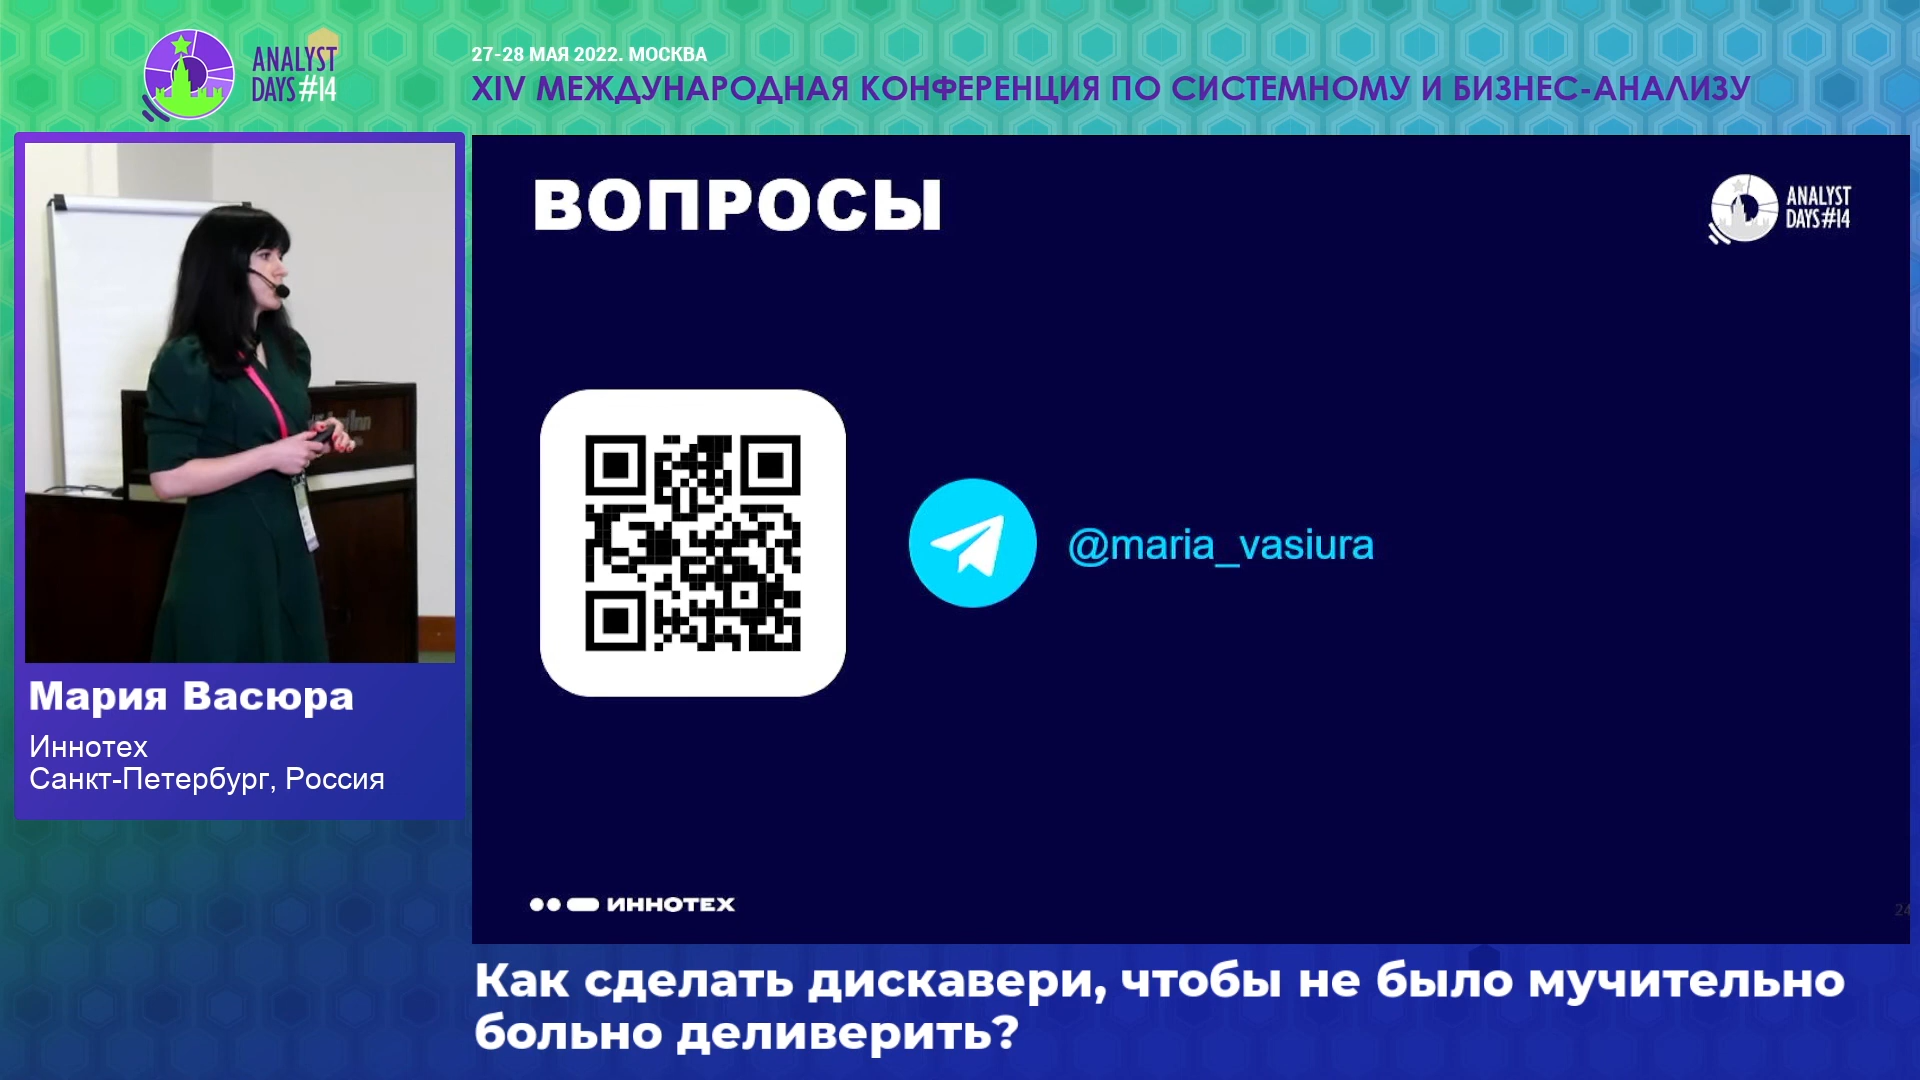 ANALYST
DAYS#14
27-28 МАЯ 2022. МОСКВА
XIV МЕЖДУНАРОДНАЯ КОНФЕРЕНЦИЯ ПО СИСТЕМНОМУ И БИЗНЕС-АНАЛИЗУ
ВОПРОСЫ
ANALYST
DAYS#14
@maria_vasiura
Мария Васюра
Иннотех
Санкт-Петербург, Россия
ИННОТЕХ
24
Как сделать дискавери, чтобы не было мучительно
больно деливерить?